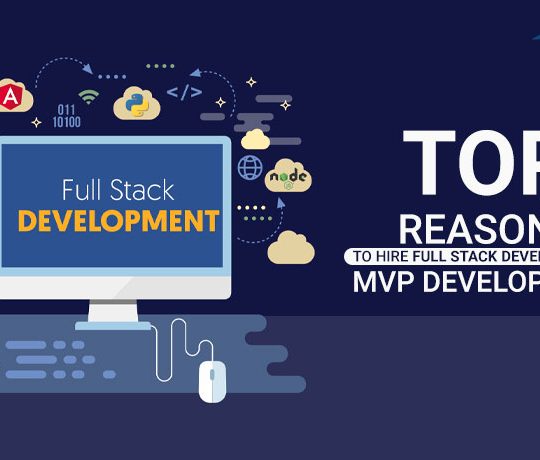 A
011
10100
</>
node
Full Stack
DEVELOPMENT
TOP
REASON
TO HIRE FULL STACK DEVEL
MVP DEVELOP